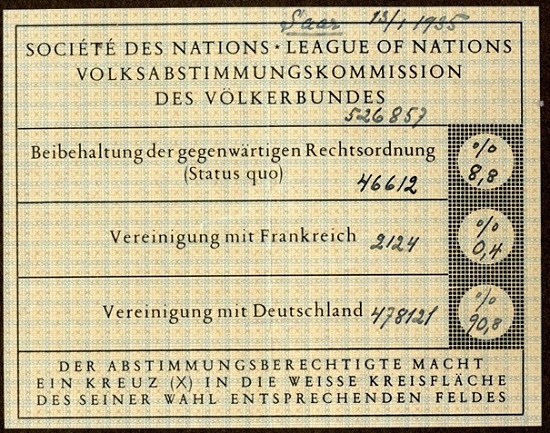 Saar 13/1 1935
SOCIÉTÉ DES NATIONS * LEAGUE OF NATIONS
VOLKSABSTIMMUNGSKOMMISSION
DES VÖLKERBUNDES
526857
Beibehaltung der gegenwärtigen Rechtsordnung
(Status quo) 46612 % 8,8
Vereinigung mit Frankreich 2124 % 0,4
Vereinigung mit Deutschland 478121 % 90,8
DER ABSTIMMUNGSBERECHTIGTE MACHT
EIN KREUZ (X) IN DIE WEISSE KREISFLÄCHE
DES SEINER WAHL ENTSPRECHENDEN FELDES